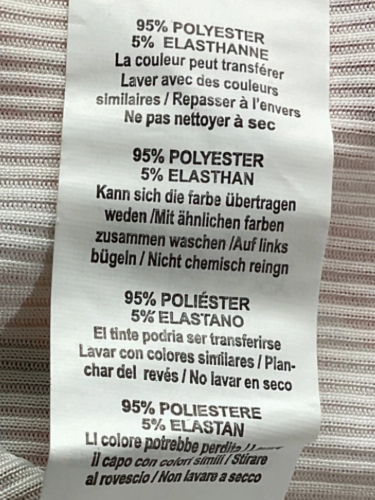 95% POLYESTER
5% ELASTHANNE
La couleur peut transférer
Laver avec des couleurs
similaires / Repasser à l'envers
Ne pas nettoyer à sec
95% POLYESTER
5% ELASTHAN
Kann sich die farbe übertragen
weden /Mit ähnlichen farben
zusammen waschen /Auf links
bügeln / Nicht chemisch reingn
95% POLIÉSTER
5% ELASTANO
El tinte podria ser transferirse
Lavar con colores similares / Plan-
char del revés / No lavar en seco
95% POLIESTERE
5% ELASTAN
LI colore potrebbe perdita /
il capo con colori simili / Stirare
al rovescio / Non lavare a secco